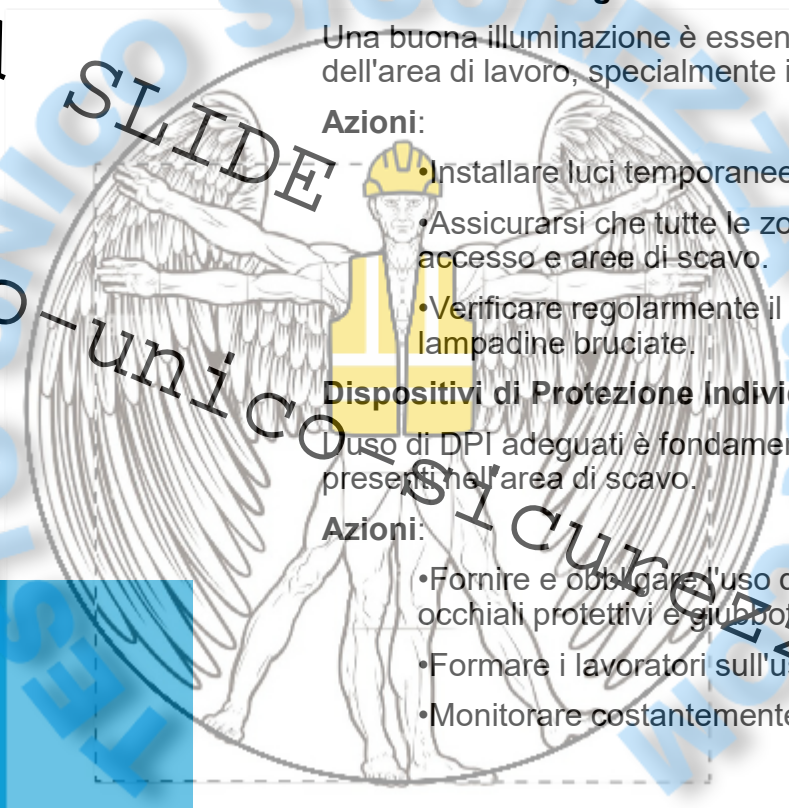 Una buona illuminazione è essen
dell'area di lavoro, specialmente i
Azioni:
•Installare luci temporanee
•Assicurarsi che tutte le zo
accesso e aree di scavo.
•Verificare regolarmente il
lampadine bruciate.
Dispositivi di Protezione Indivi
L'uso di DPI adeguati è fondamen
presenti nell'area di scavo.
Azioni:
•Fornire e obbligare l'uso d
occhiali protettivi e giubbot
•Formare i lavoratori sull'us
•Monitorare costantemente
SLIDE
o-unico-sicurezz